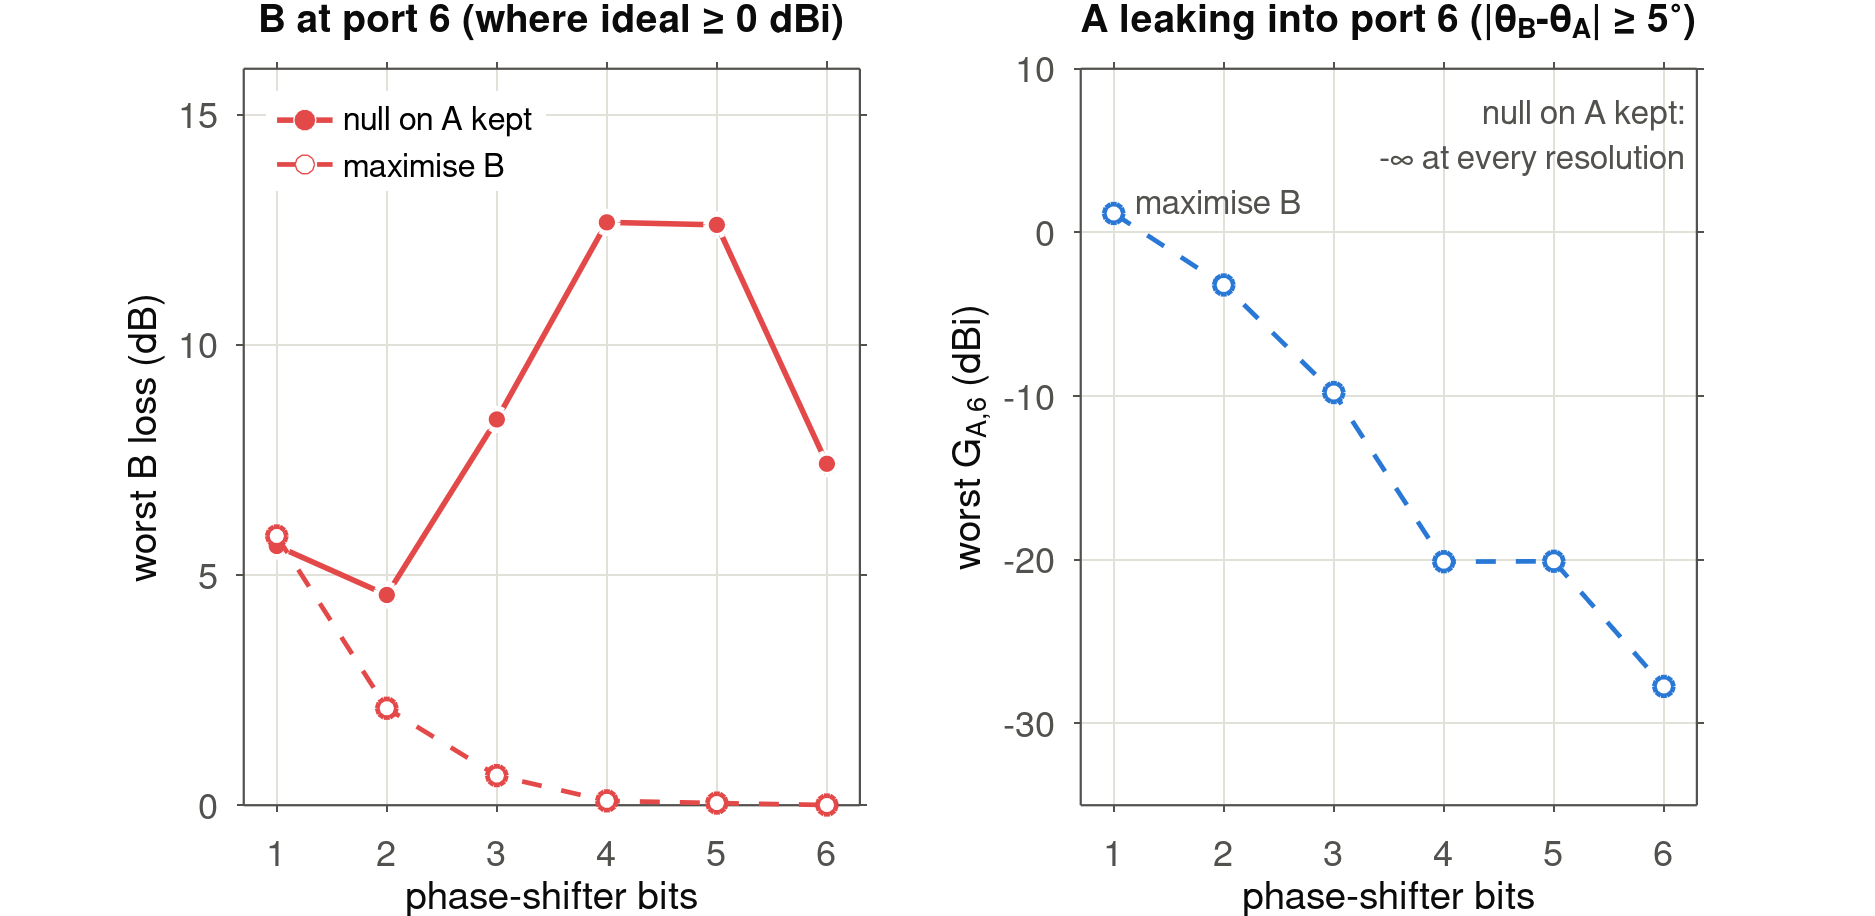 B at port 6 (where ideal ≥ 0 dBi)
15
10
5
0
worst B loss (dB)
null on A kept
maximise B
1 2 3 4 5 6
phase-shifter bits
A leaking into port 6 (|θB-θA| ≥ 5°)
10
0
-10
-20
-30
worst GA,6 (dBi)
null on A kept:
-∞ at every resolution
maximise B
1 2 3 4 5 6
phase-shifter bits